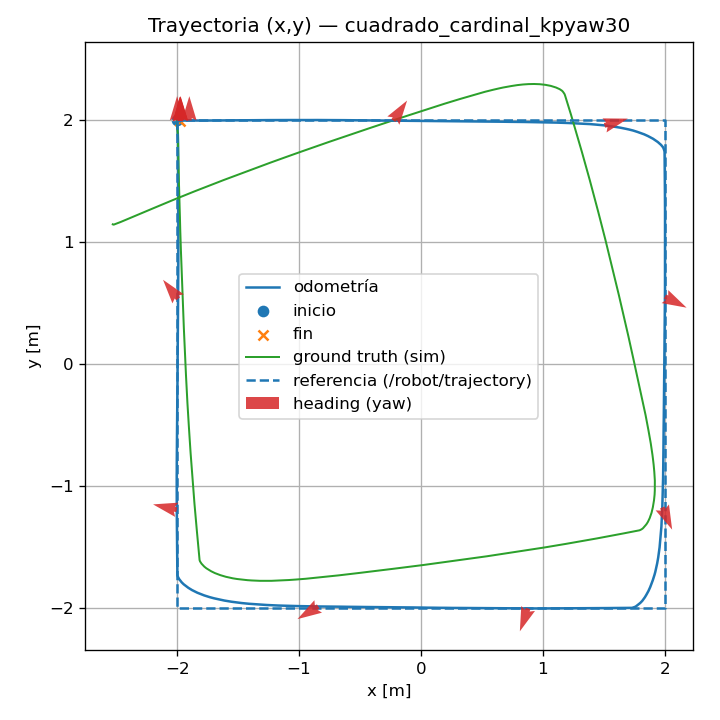 Trayectoria (x,y) — cuadrado_cardinal_kpyaw30
2
1
0
−1
−2
y [m]
odometría
inicio
fin
ground truth (sim)
referencia (/robot/trajectory)
heading (yaw)
−2
−1
0
1
2
x [m]